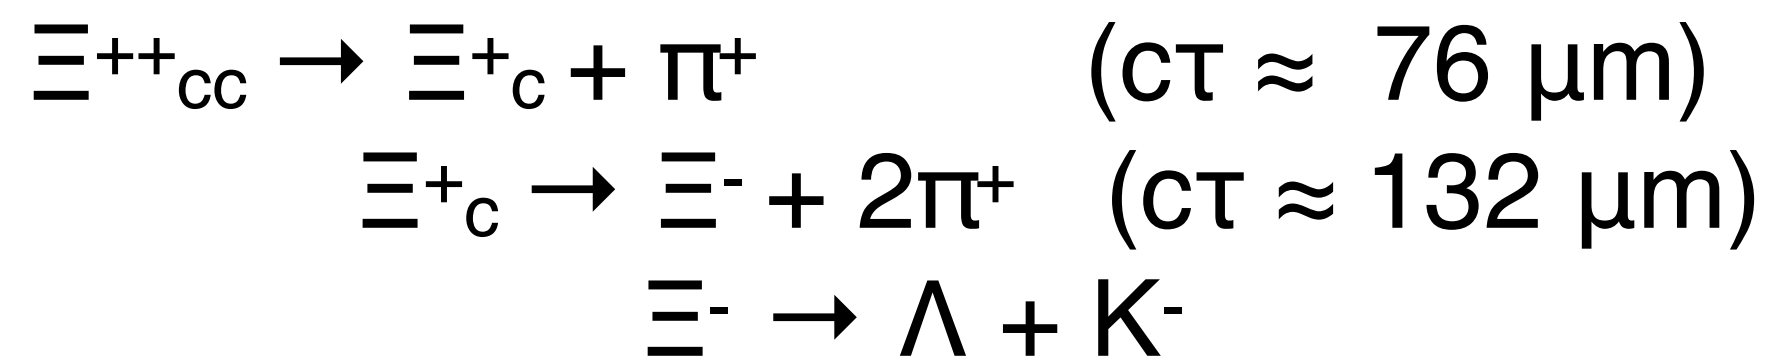 Ξ⁺⁺cc → Ξ⁺c + π⁺ (cτ ≈ 76 μm)
Ξ⁺c → Ξ⁻ + 2π⁺ (cτ ≈ 132 μm)
Ξ⁻ → Λ + K⁻